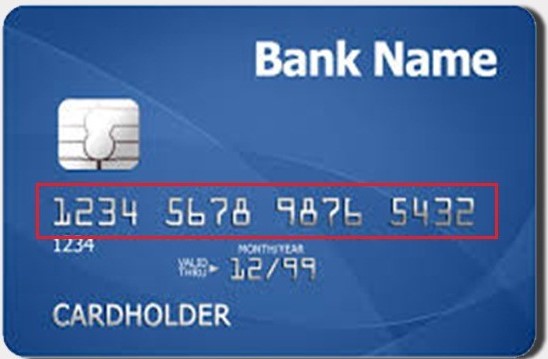 Bank Name
1234 5678 9876 5432
1234
MONTH/YEAR
VALID THRU ► 12/99
CARDHOLDER